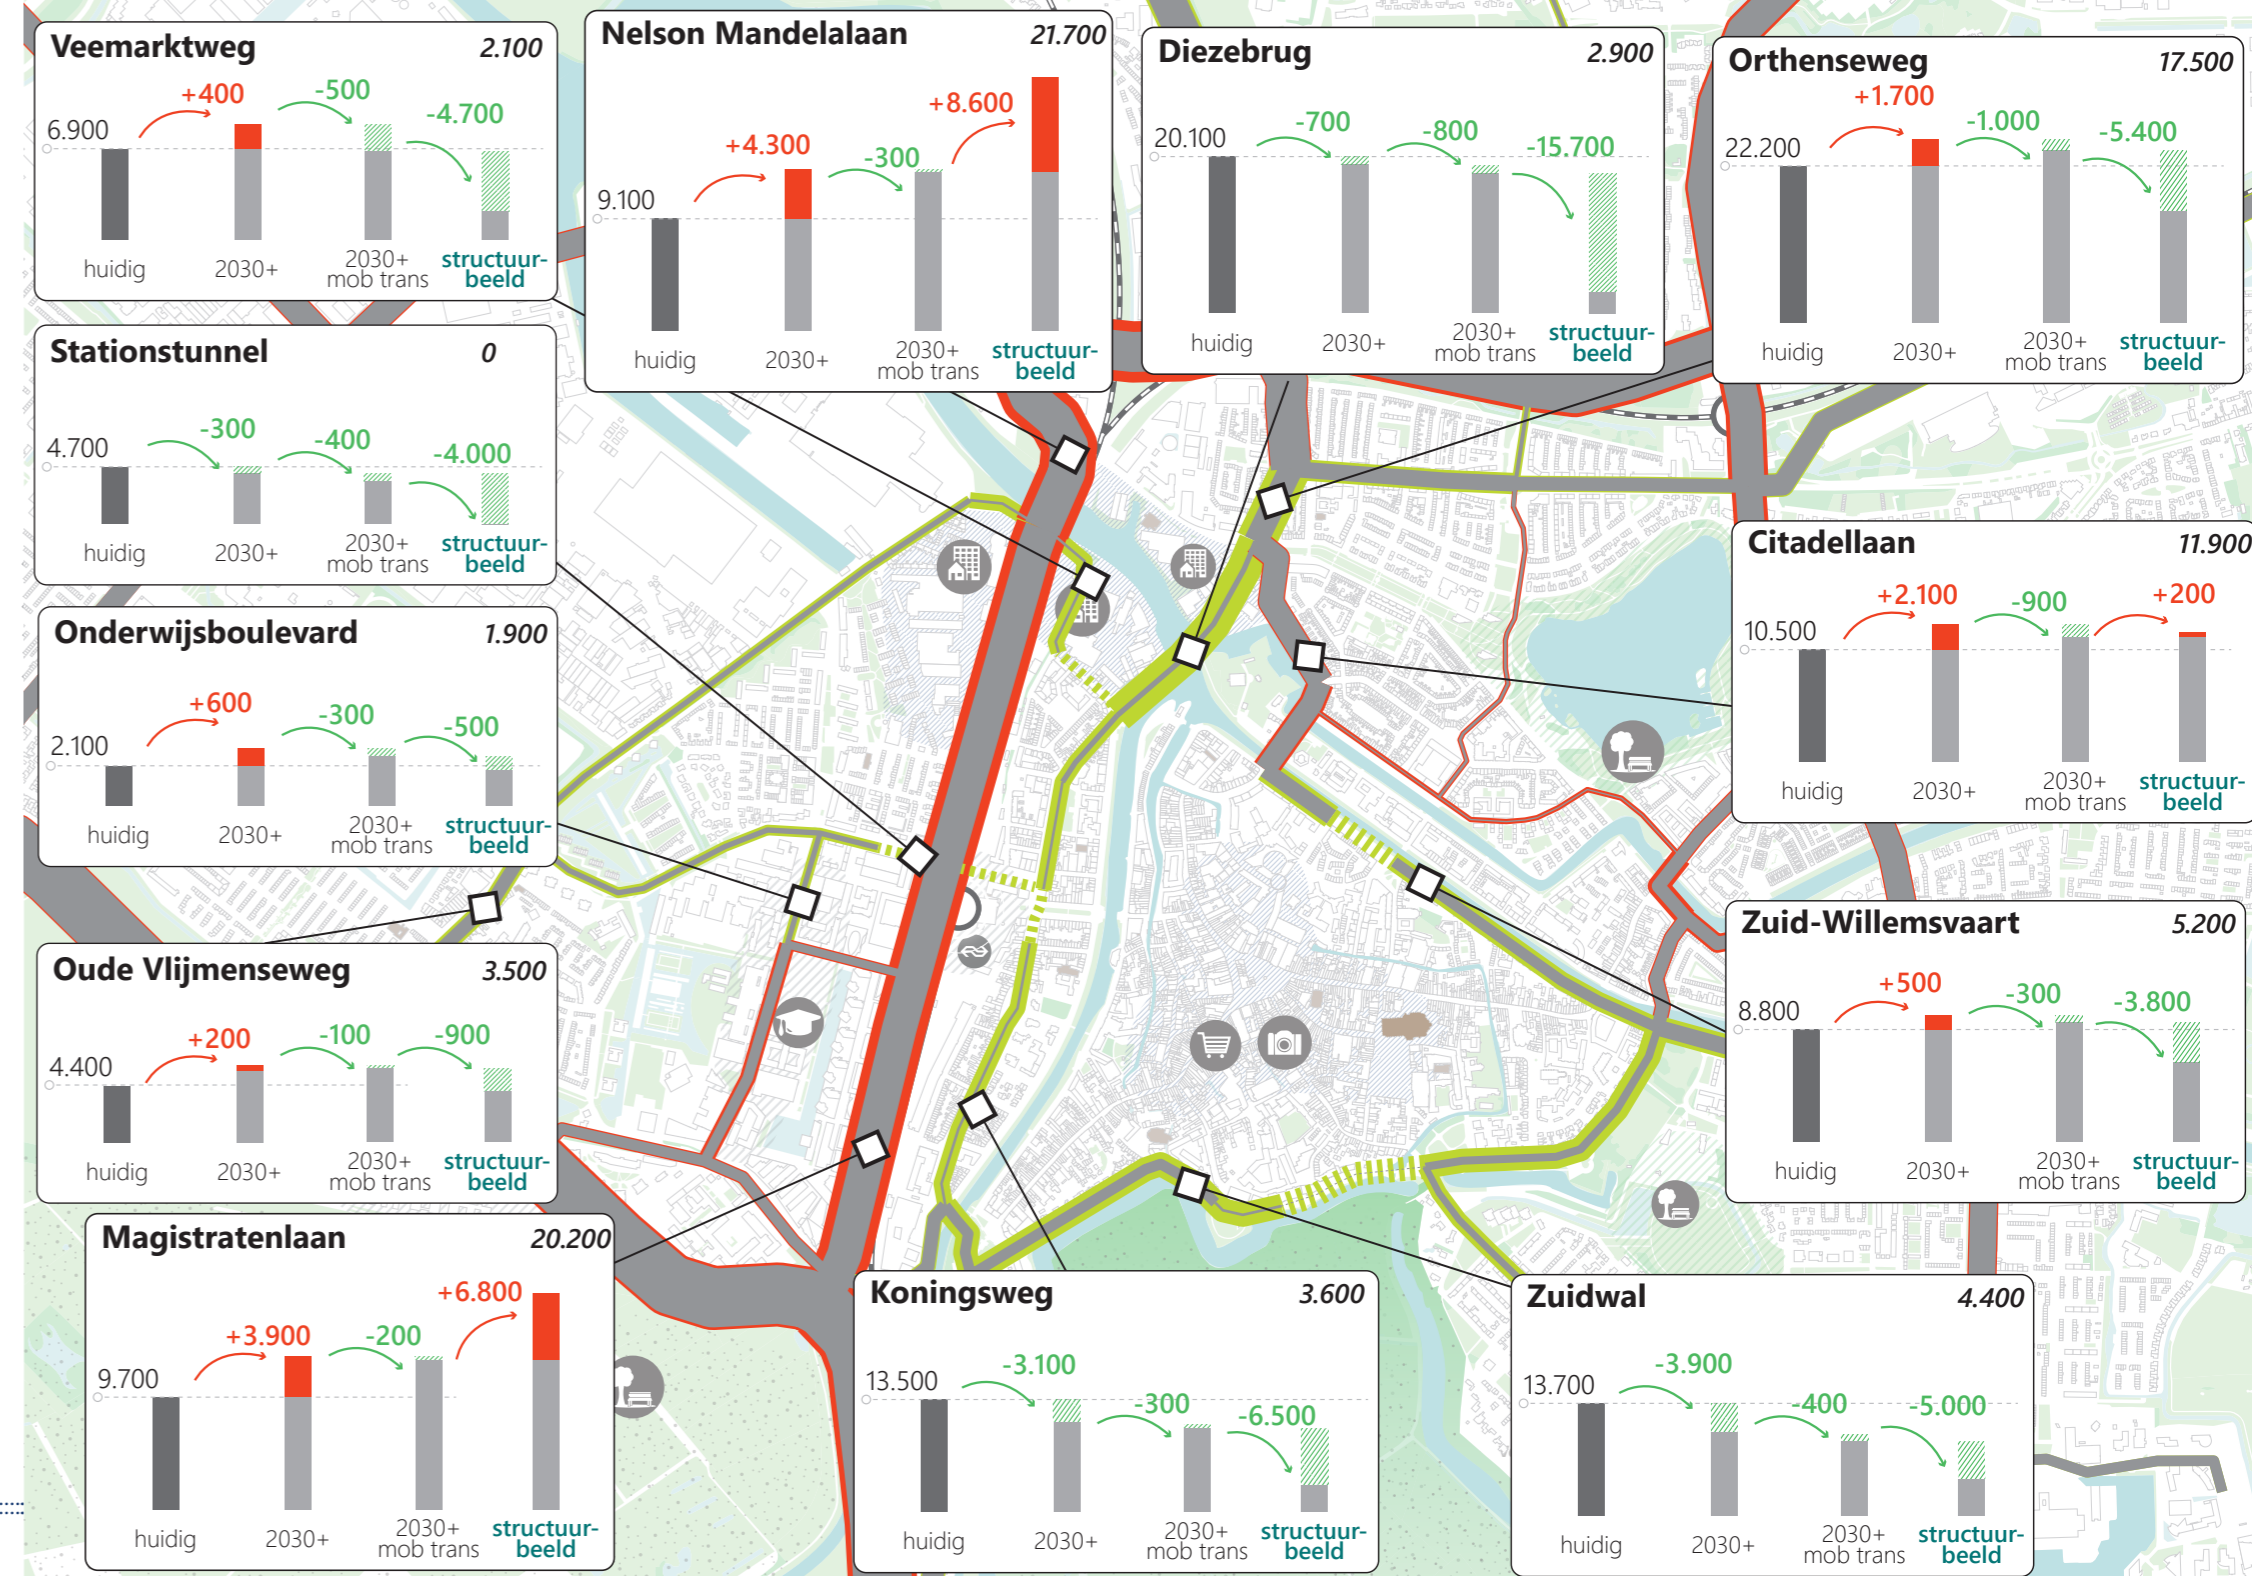 Veemarktweg
2.100
6.900
+400
-500
-4.700
huidig
2030+
2030+
mob trans
structuur-
beeld
Nelson Mandelalaan
21.700
9.100
+4.300
-300
+8.600
huidig
2030+
2030+
mob trans
structuur-
beeld
Diezebrug
2.900
20.100
-700
-800
-15.700
huidig
2030+
2030+
mob trans
structuur-
beeld
Orthenseweg
17.500
22.200
+1.700
-1.000
-5.400
huidig
2030+
2030+
mob trans
structuur-
beeld
Stationstunnel
0
4.700
-300
-400
-4.000
huidig
2030+
2030+
mob trans
structuur-
beeld
Citadellaan
11.900
10.500
+2.100
-900
+200
huidig
2030+
2030+
mob trans
structuur-
beeld
Onderwijsboulevard
1.900
2.100
+600
-300
-500
huidig
2030+
2030+
mob trans
structuur-
beeld
Zuid-Willemsvaart
5.200
8.800
+500
-300
-3.800
huidig
2030+
2030+
mob trans
structuur-
beeld
Oude Vlijmenseweg
3.500
4.400
+200
-100
-900
huidig
2030+
2030+
mob trans
structuur-
beeld
Magistratenlaan
20.200
9.700
+3.900
-200
+6.800
huidig
2030+
2030+
mob trans
structuur-
beeld
Koningsweg
3.600
13.500
-3.100
-300
-6.500
huidig
2030+
2030+
mob trans
structuur-
beeld
Zuidwal
4.400
13.700
-3.900
-400
-5.000
huidig
2030+
2030+
mob trans
structuur-
beeld